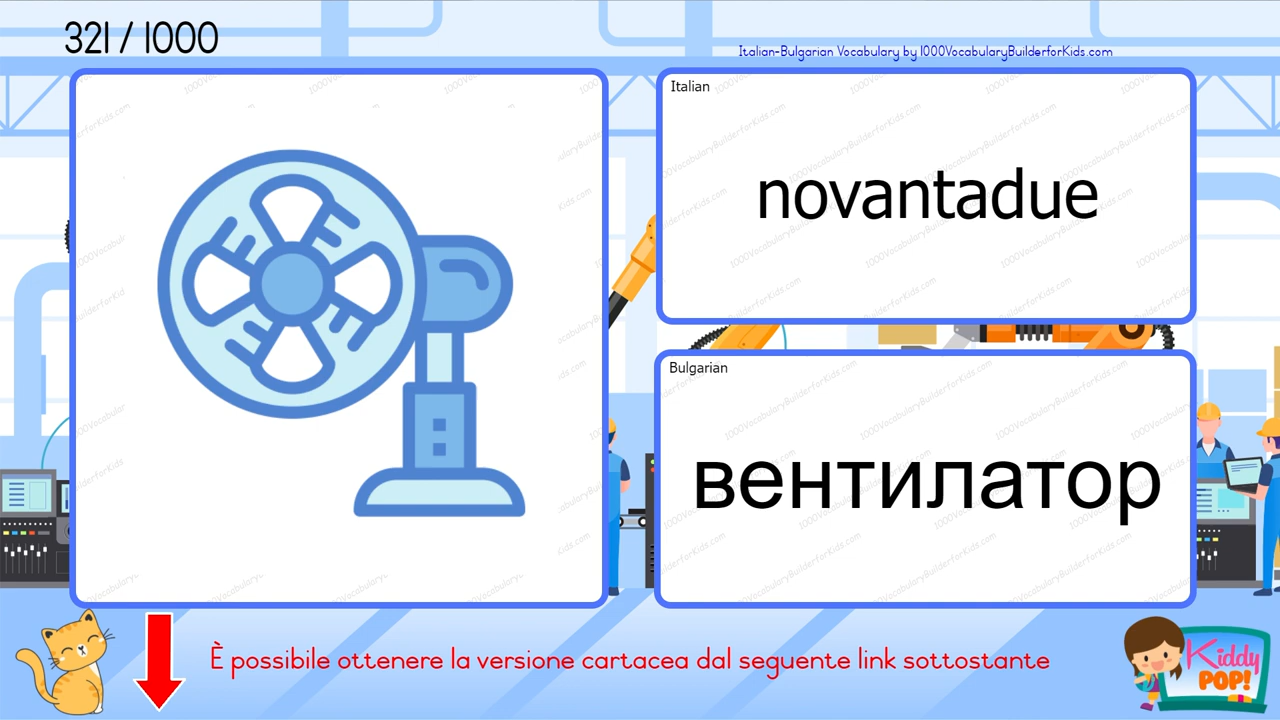 321 / 1000
Italian-Bulgarian Vocabulary by 1000VocabularyBuilderforKids.com
Italian
novantadue
Bulgarian
вентилатор
È possibile ottenere la versione cartacea dal seguente link sottostante
Kiddy
POP!